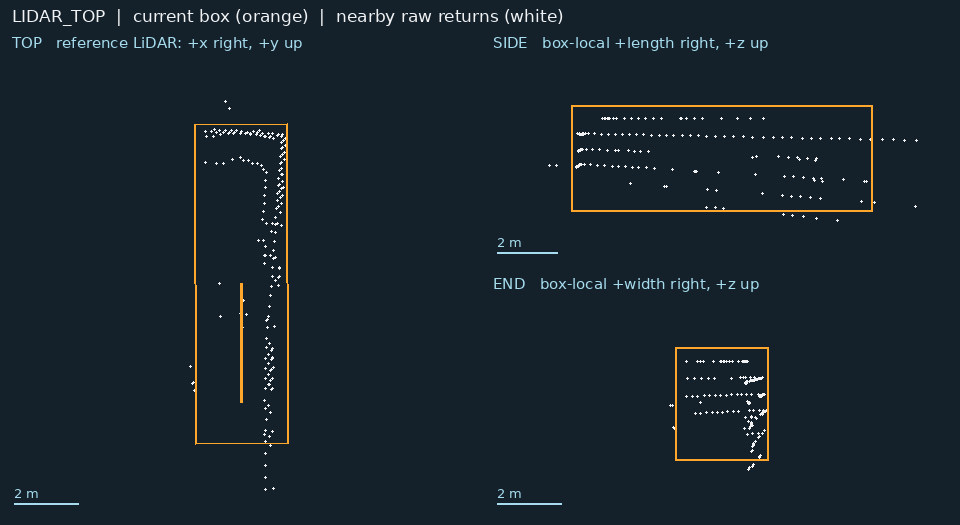 LIDAR_TOP  |  current box (orange)  |  nearby raw returns (white)
TOP   reference LiDAR: +x right, +y up
SIDE   box-local +length right, +z up
2 m
END   box-local +width right, +z up
2 m
2 m